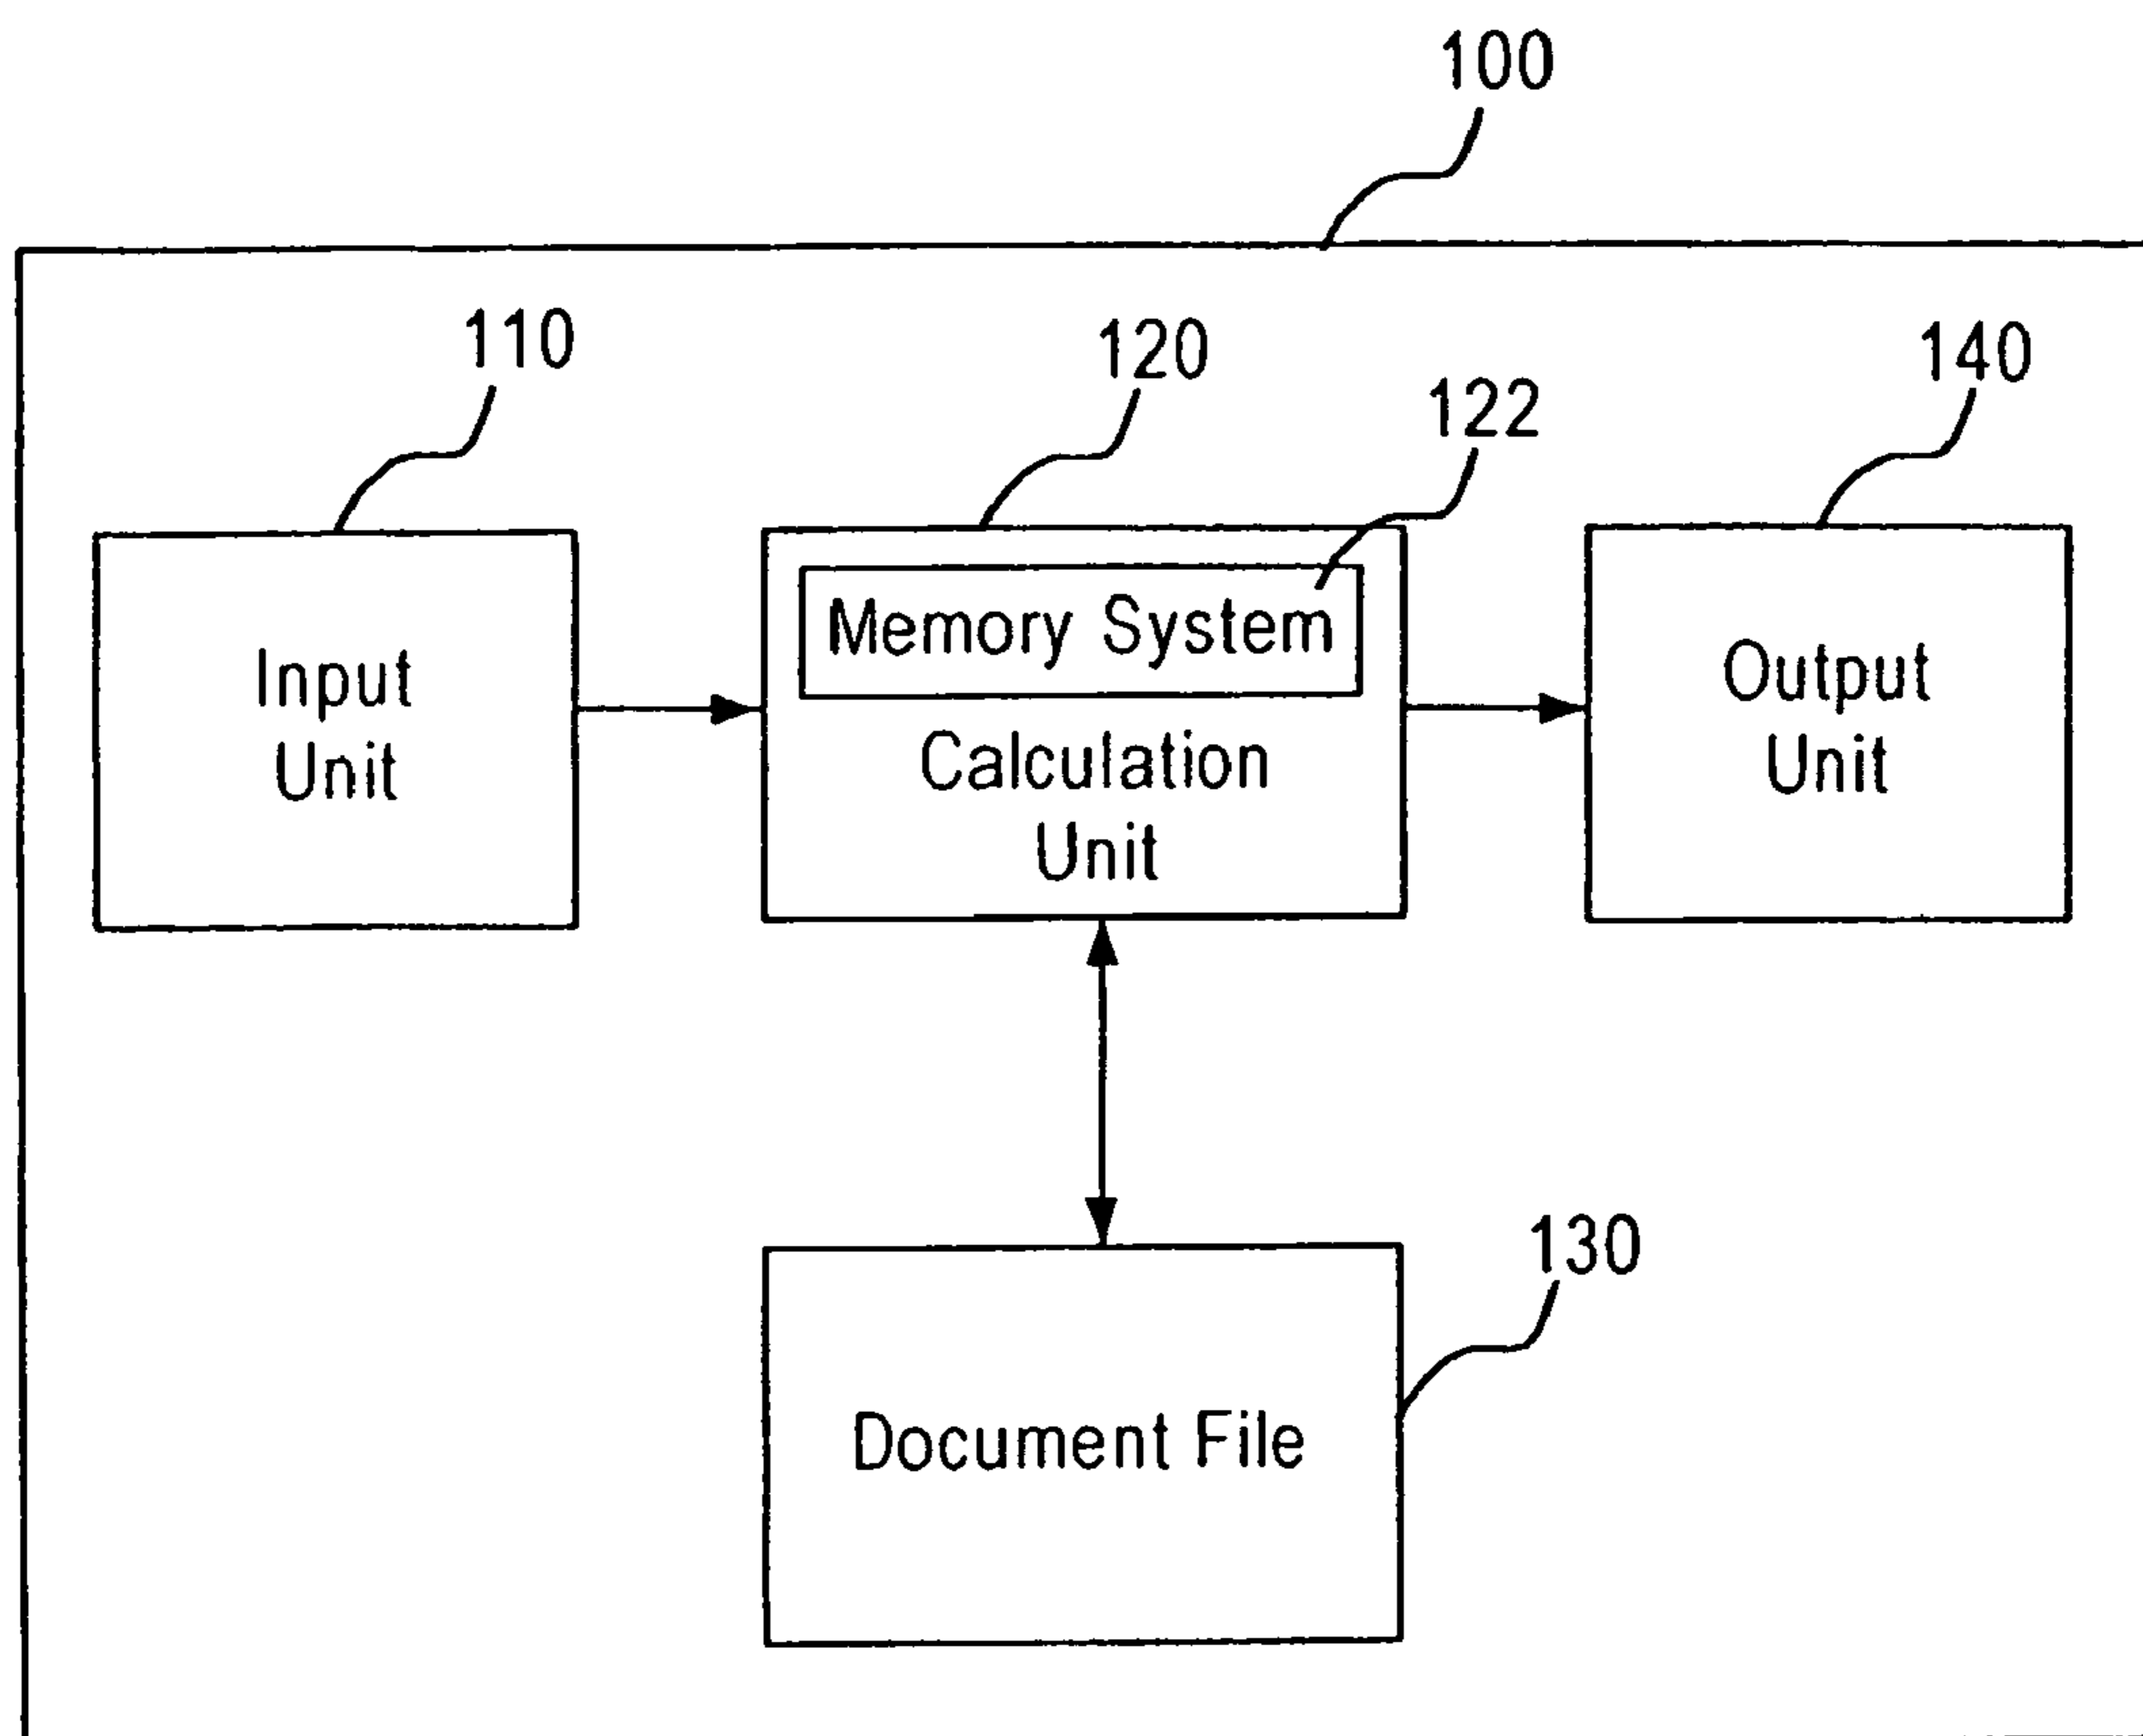 100
110
120
122
140
Memory System
Input
Unit
Calculation
Unit
Output
Unit
130
Document File